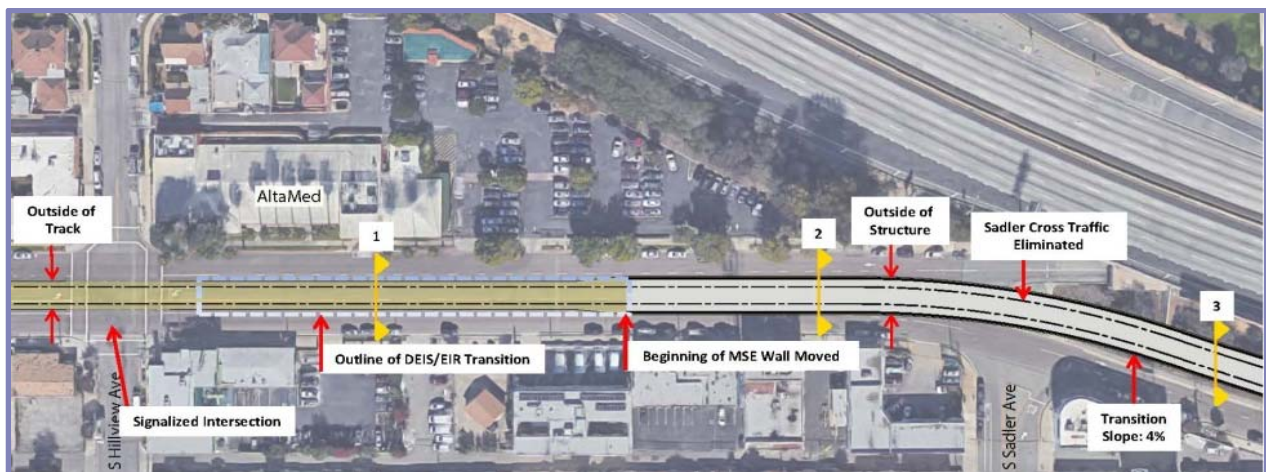 AltaMed
Outside of
Track
1
2
Outside of
Structure
Sadler Cross Traffic
Eliminated
3
Outline of DEIS/EIR Transition
Beginning of MSE Wall Moved
Signalized Intersection
Transition
Slope: 4%
S Hillview Ave
S Sadler Ave